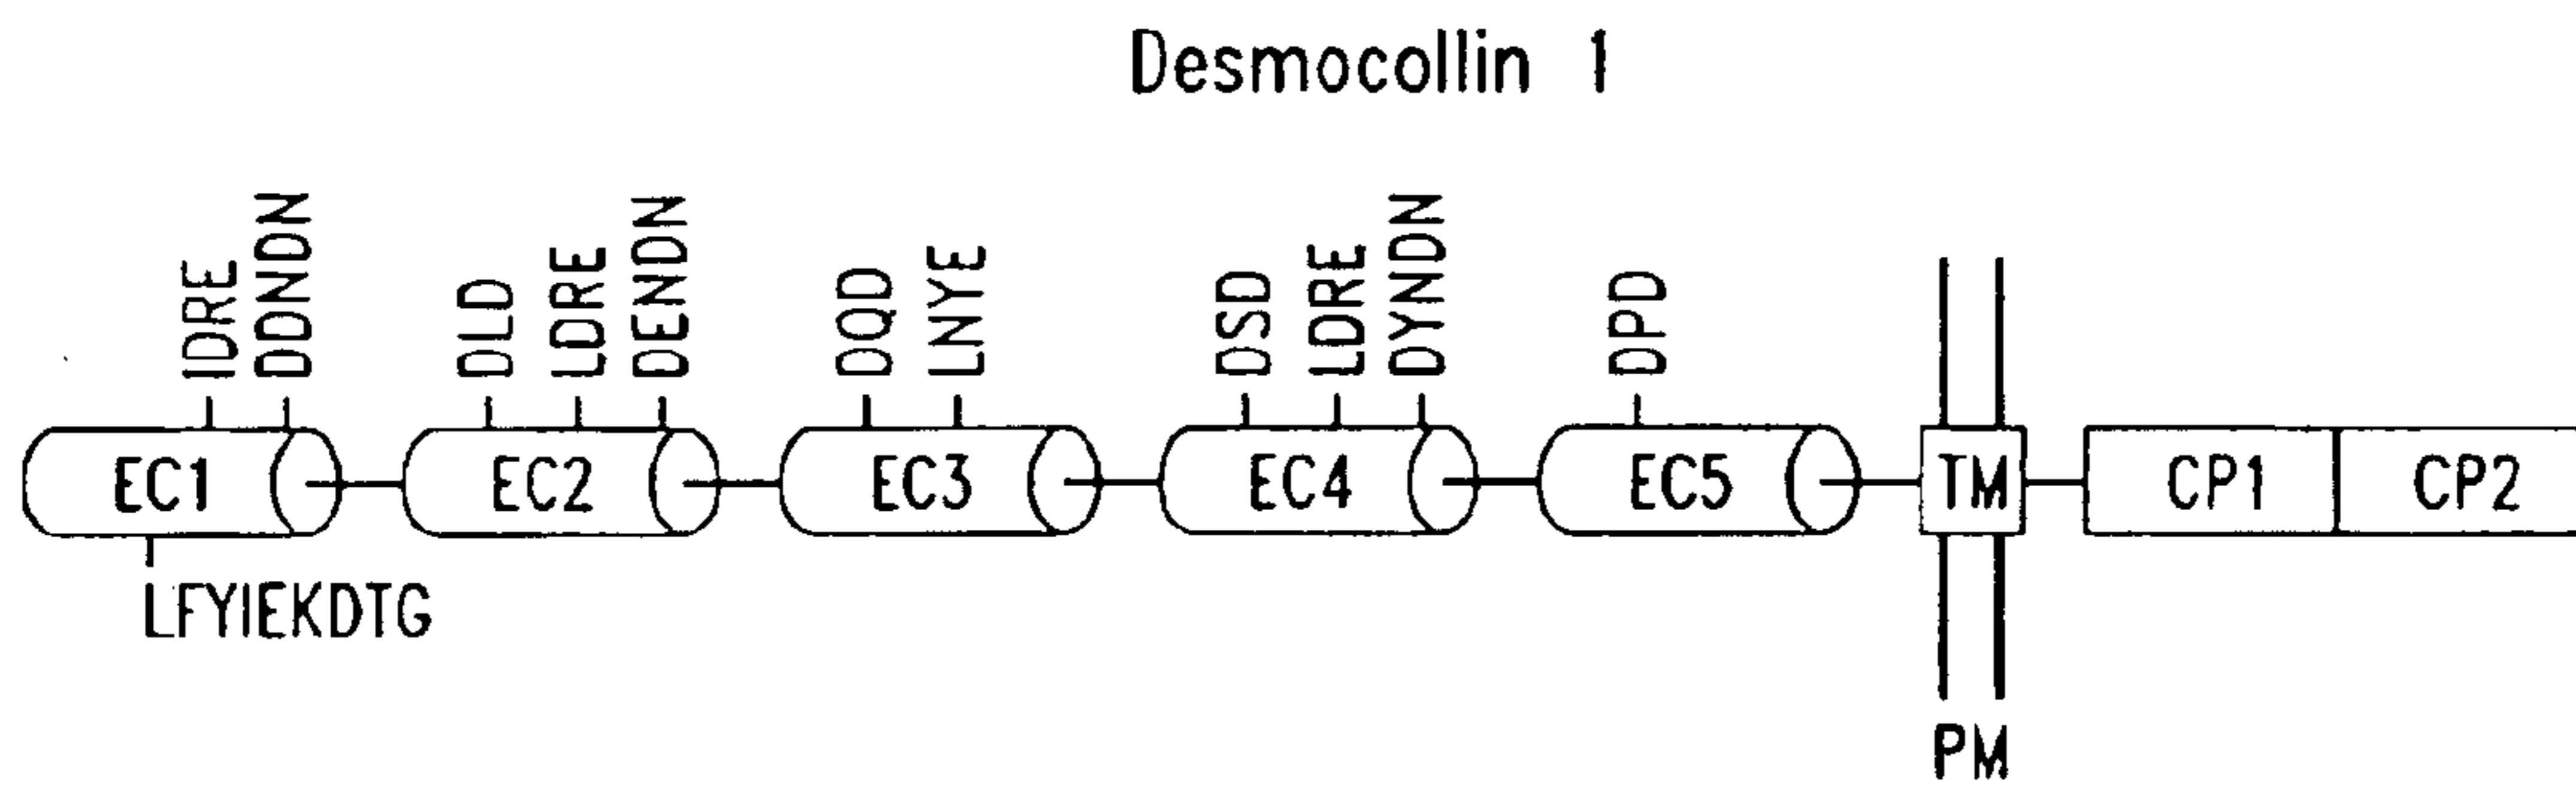 Desmocollin 1
IDRE DDNDN DLD LDRE DENDN DQD LNYE DSD LDRE DYNDN DPD
EC1 EC2 EC3 EC4 EC5 TM CP1 CP2
LFYIEKDTG
PM